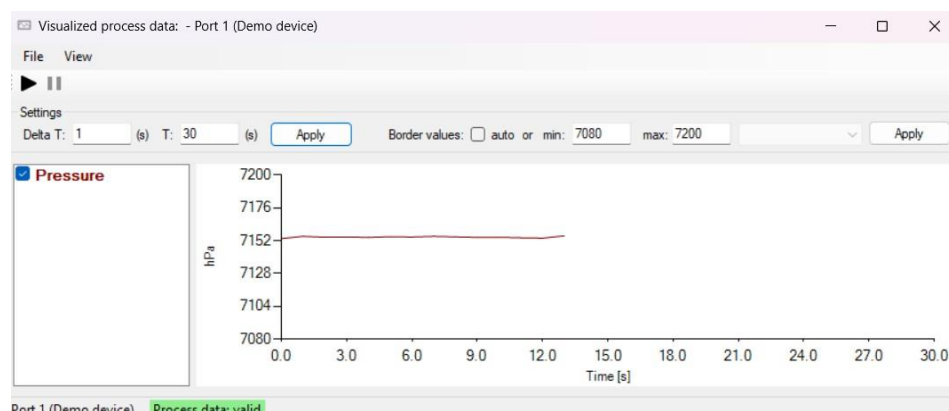 Visualized process data: - Port 1 (Demo device)
File View
Settings
Delta T: 1 (s) T: 30 (s) Apply Border values: auto or min: 7080 max: 7200 Apply
Pressure
7200
7176
7152
7128
7104
7080
hPa
0.0 3.0 6.0 9.0 12.0 15.0 18.0 21.0 24.0 27.0 30.0
Time [s]
Port 1 (Demo device) Process data: valid